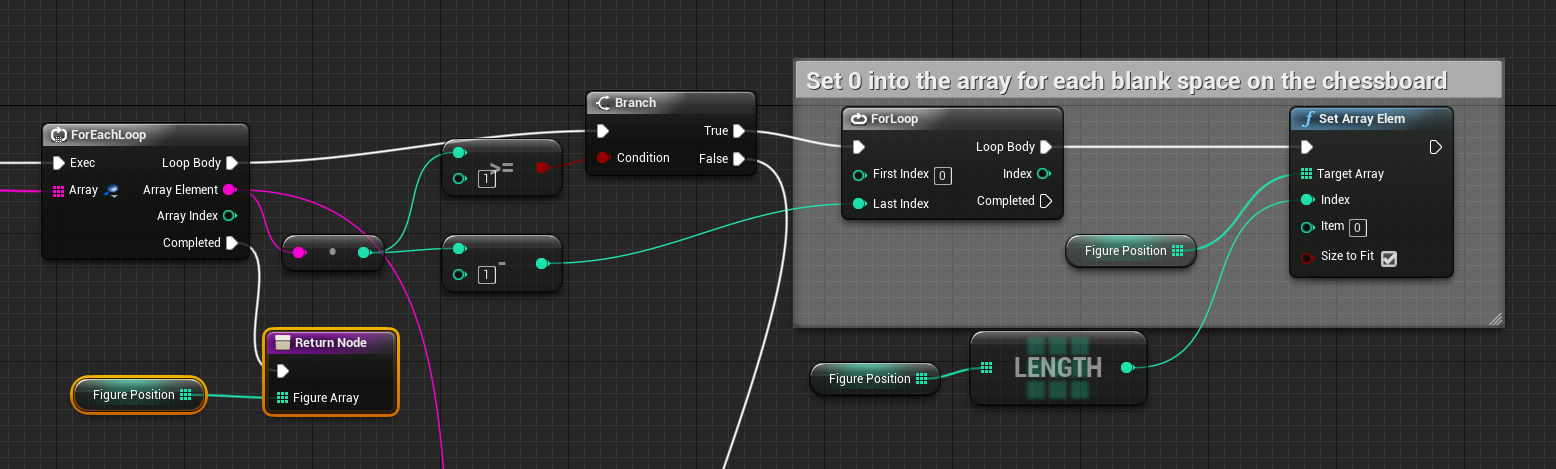 Set 0 into the array for each blank space on the chessboard
ForEachLoop
Exec
Loop Body
Array
Array Element
Array Index
Completed
>=
1
-
1
Branch
True
Condition
False
ForLoop
Loop Body
First Index 0
Index
Last Index
Completed
Set Array Elem
Target Array
Index
Item 0
Size to Fit
Figure Position
Return Node
Figure Array
Figure Position
Figure Position
LENGTH